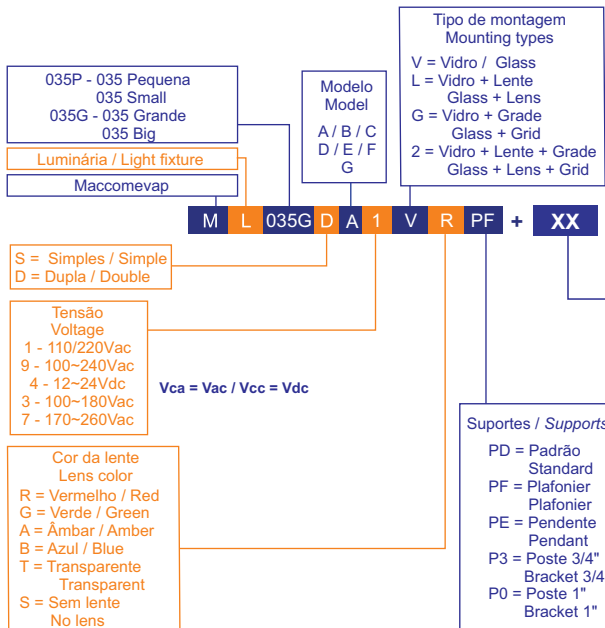 Tipo de montagem
Mounting types
V = Vidro / Glass
L = Vidro + Lente
Glass + Lens
G = Vidro + Grade
Glass + Grid
2 = Vidro + Lente + Grade
Glass + Lens + Grid
035P - 035 Pequena
035 Small
035G - 035 Grande
035 Big
Modelo
Model
A / B / C
D / E / F
G
Luminária / Light fixture
Maccomevap
M L 035G D A 1 V R PF + XX
S = Simples / Simple
D = Dupla / Double
Tensão
Voltage
1 - 110/220Vac
9 - 100~240Vac
4 - 12~24Vdc
3 - 100~180Vac
7 - 170~260Vac
Vca = Vac / Vcc = Vdc
Cor da lente
Lens color
R = Vermelho / Red
G = Verde / Green
A = Âmbar / Amber
B = Azul / Blue
T = Transparente
Transparent
S = Sem lente
No lens
Suportes / Supports
PD = Padrão
Standard
PF = Plafonier
Plafonier
PE = Pendente
Pendant
P3 = Poste 3/4"
Bracket 3/4
P0 = Poste 1"
Bracket 1"